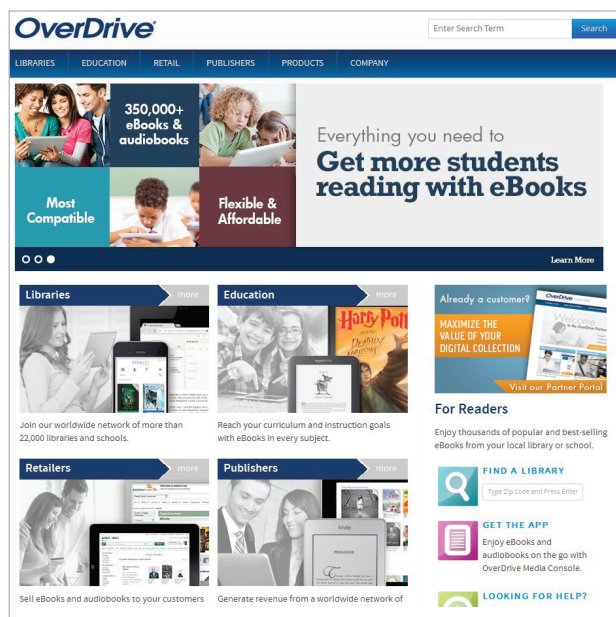 OverDrive®
Enter Search Term
Search
LIBRARIES EDUCATION RETAIL PUBLISHERS PRODUCTS COMPANY
350,000+
eBooks &
audiobooks
Most
Compatible
Flexible &
Affordable
Everything you need to
Get more students
reading with eBooks
Learn More
Libraries more
Join our worldwide network of more than
22,000 libraries and schools.
Education more
Harry Pott
DEATHLY
Reach your curriculum and instruction goals
with eBooks in every subject.
Retailers more
Sell eBooks and audiobooks to your customers
Publishers more
kindle
Generate revenue from a worldwide network of
Already a customer?
MAXIMIZE THE
VALUE OF YOUR
DIGITAL COLLECTION
OverDrive
Welcome
Visit our Partner Portal
For Readers
Enjoy thousands of popular and best-selling
eBooks from your local library or school.
FIND A LIBRARY
Type Zip Code and Press Enter
GET THE APP
Enjoy eBooks and
audiobooks on the go with
OverDrive Media Console.
LOOKING FOR HELP?